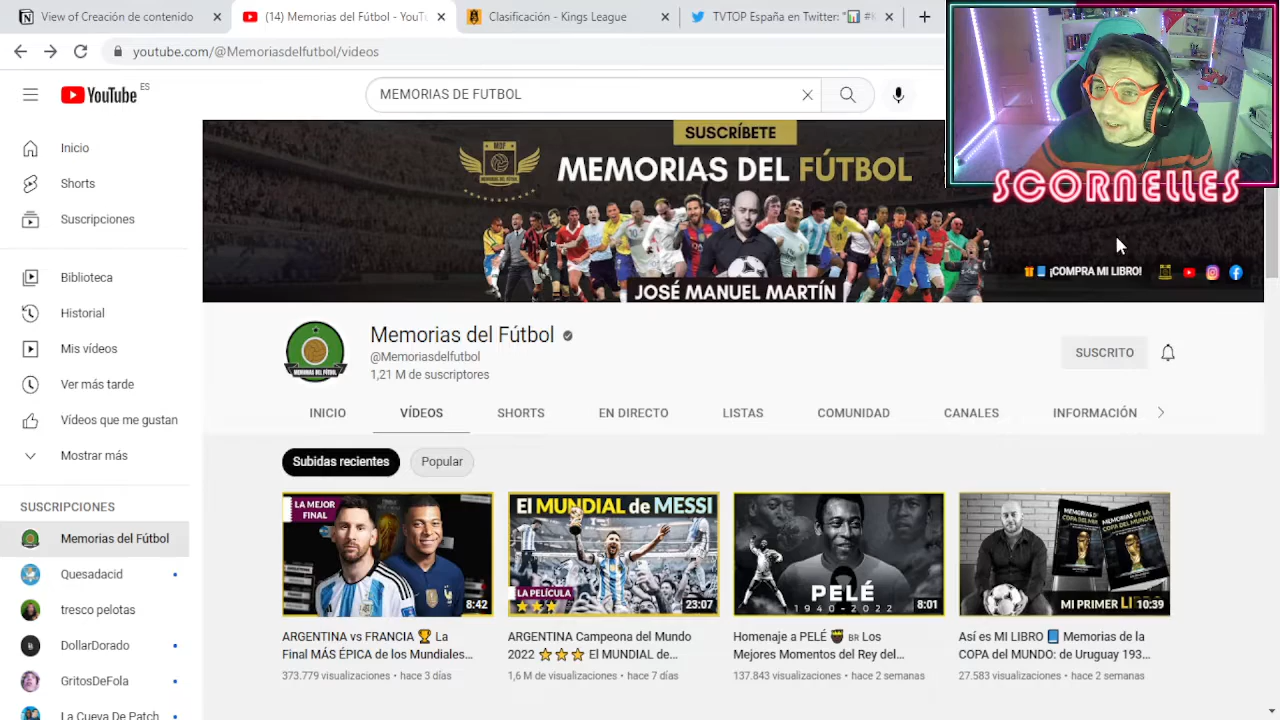 View of Creación de contenido
(14) Memorias del Fútbol - YouT
Clasificación - Kings League
TVTOP España en Twitter: "📊 #K
youtube.com/@Memoriasdelfutbol/videos
YouTube ES
MEMORIAS DE FUTBOL
SCORNELLES
Inicio
Shorts
Suscripciones
Biblioteca
Historial
Mis vídeos
Ver más tarde
Vídeos que me gustan
Mostrar más
SUSCRIPCIONES
Memorias del Fútbol
Quesadacid
tresco pelotas
DollarDorado
GritosDeFola
La Cueva De Patch
SUSCRÍBETE
MDF
MEMORIAS DEL FÚTBOL
JOSÉ MANUEL MARTÍN
🎁📘 ¡COMPRA MI LIBRO!
MEMORIAS DEL FÚTBOL
Memorias del Fútbol
@Memoriasdelfutbol
1,21 M de suscriptores
SUSCRITO
INICIO VÍDEOS SHORTS EN DIRECTO LISTAS COMUNIDAD CANALES INFORMACIÓN
Subidas recientes Popular
LA MEJOR
FINAL
8:42
ARGENTINA vs FRANCIA 🏆 La
Final MÁS ÉPICA de los Mundiales...
373.779 visualizaciones • hace 3 días
El MUNDIAL de MESSI
LA PELÍCULA
23:07
ARGENTINA Campeona del Mundo
2022 ⭐⭐⭐ El MUNDIAL de...
1,6 M de visualizaciones • hace 7 días
PELÉ
1940-2022
8:01
Homenaje a PELÉ 🤴🏿 BR Los
Mejores Momentos del Rey del...
137.843 visualizaciones • hace 2 semanas
MI PRIMER LI
10:39
Así es MI LIBRO 📘 Memorias de la
COPA del MUNDO: de Uruguay 193...
27.583 visualizaciones • hace 2 semanas